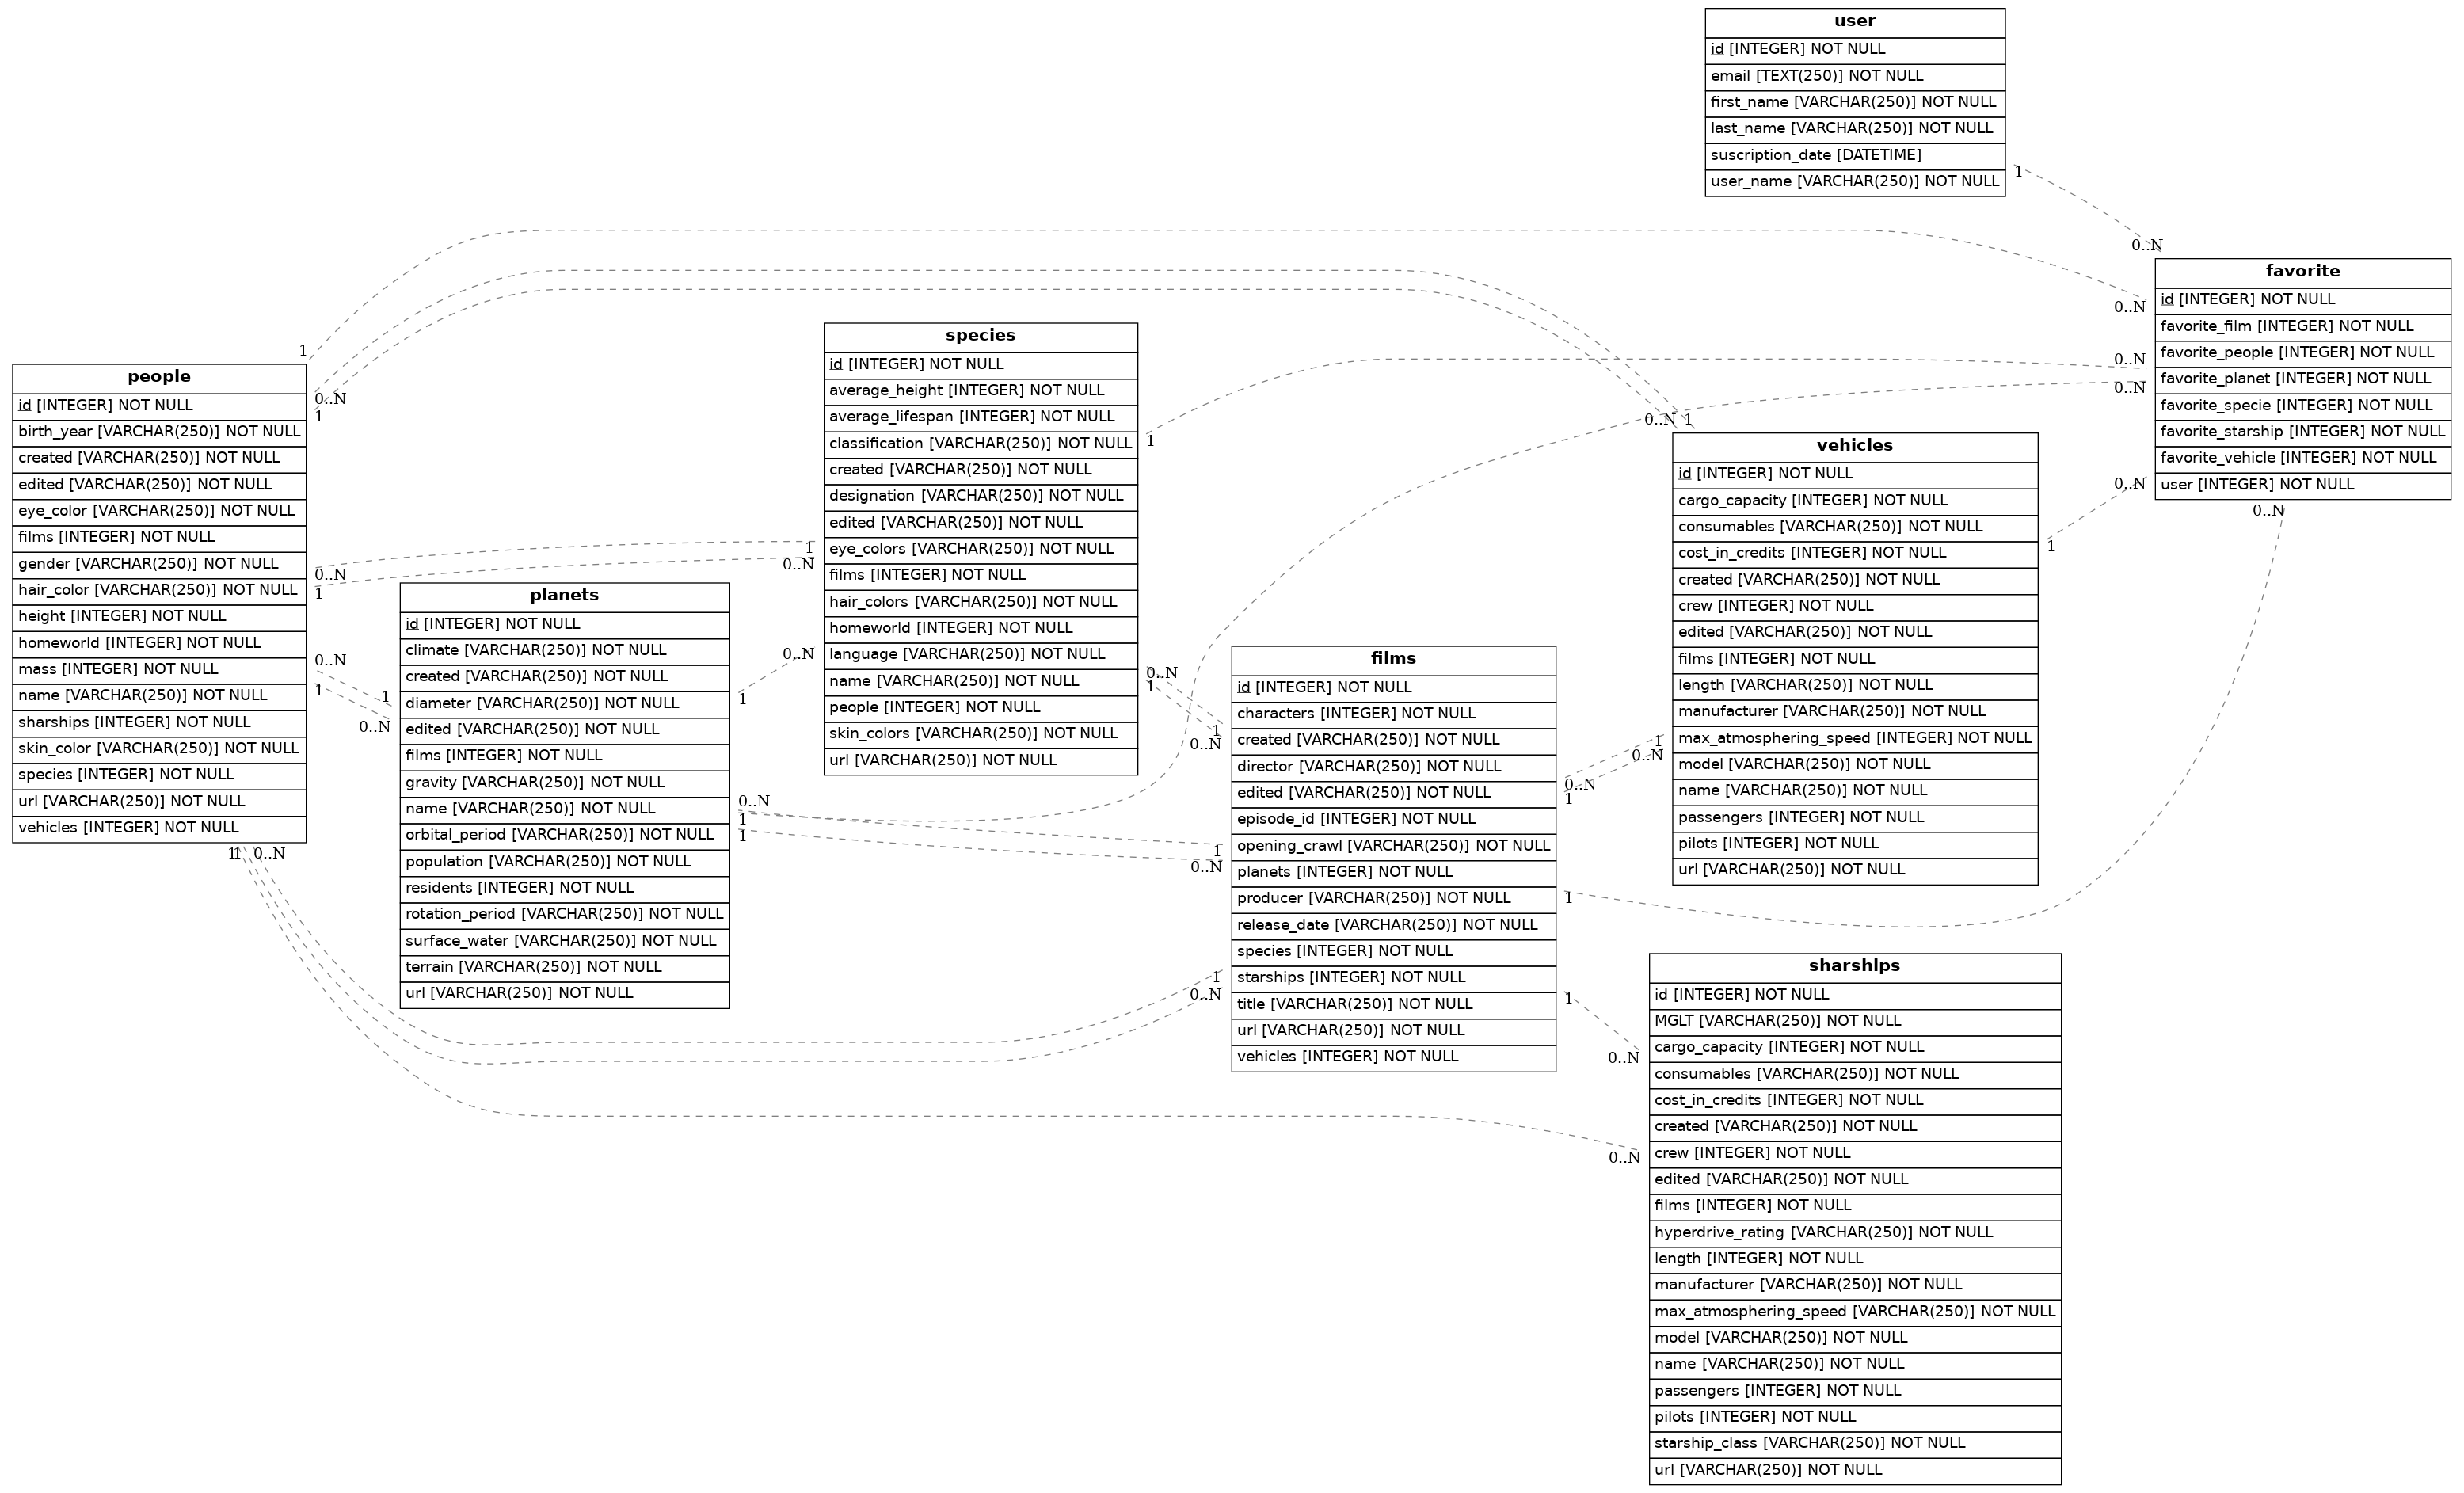 user
id [INTEGER] NOT NULL
email [TEXT(250)] NOT NULL
first_name [VARCHAR(250)] NOT NULL
last_name [VARCHAR(250)] NOT NULL
suscription_date [DATETIME]
user_name [VARCHAR(250)] NOT NULL
1
0..N
favorite
id [INTEGER] NOT NULL
favorite_film [INTEGER] NOT NULL
favorite_people [INTEGER] NOT NULL
favorite_planet [INTEGER] NOT NULL
favorite_specie [INTEGER] NOT NULL
favorite_starship [INTEGER] NOT NULL
favorite_vehicle [INTEGER] NOT NULL
user [INTEGER] NOT NULL
0..N
0..N
0..N
0..N
0..N
1
people
id [INTEGER] NOT NULL
birth_year [VARCHAR(250)] NOT NULL
created [VARCHAR(250)] NOT NULL
edited [VARCHAR(250)] NOT NULL
eye_color [VARCHAR(250)] NOT NULL
films [INTEGER] NOT NULL
gender [VARCHAR(250)] NOT NULL
hair_color [VARCHAR(250)] NOT NULL
height [INTEGER] NOT NULL
homeworld [INTEGER] NOT NULL
mass [INTEGER] NOT NULL
name [VARCHAR(250)] NOT NULL
sharships [INTEGER] NOT NULL
skin_color [VARCHAR(250)] NOT NULL
species [INTEGER] NOT NULL
url [VARCHAR(250)] NOT NULL
vehicles [INTEGER] NOT NULL
0..N
1
0..N
1
0..N
1
1
1
0..N
planets
id [INTEGER] NOT NULL
climate [VARCHAR(250)] NOT NULL
created [VARCHAR(250)] NOT NULL
diameter [VARCHAR(250)] NOT NULL
edited [VARCHAR(250)] NOT NULL
films [INTEGER] NOT NULL
gravity [VARCHAR(250)] NOT NULL
name [VARCHAR(250)] NOT NULL
orbital_period [VARCHAR(250)] NOT NULL
population [VARCHAR(250)] NOT NULL
residents [INTEGER] NOT NULL
rotation_period [VARCHAR(250)] NOT NULL
surface_water [VARCHAR(250)] NOT NULL
terrain [VARCHAR(250)] NOT NULL
url [VARCHAR(250)] NOT NULL
1
0..N
1
0..N
1
1
species
id [INTEGER] NOT NULL
average_height [INTEGER] NOT NULL
average_lifespan [INTEGER] NOT NULL
classification [VARCHAR(250)] NOT NULL
created [VARCHAR(250)] NOT NULL
designation [VARCHAR(250)] NOT NULL
edited [VARCHAR(250)] NOT NULL
eye_colors [VARCHAR(250)] NOT NULL
films [INTEGER] NOT NULL
hair_colors [VARCHAR(250)] NOT NULL
homeworld [INTEGER] NOT NULL
language [VARCHAR(250)] NOT NULL
name [VARCHAR(250)] NOT NULL
people [INTEGER] NOT NULL
skin_colors [VARCHAR(250)] NOT NULL
url [VARCHAR(250)] NOT NULL
1
0..N
0..N
1
0..N
1
films
id [INTEGER] NOT NULL
characters [INTEGER] NOT NULL
created [VARCHAR(250)] NOT NULL
director [VARCHAR(250)] NOT NULL
edited [VARCHAR(250)] NOT NULL
episode_id [INTEGER] NOT NULL
opening_crawl [VARCHAR(250)] NOT NULL
planets [INTEGER] NOT NULL
producer [VARCHAR(250)] NOT NULL
release_date [VARCHAR(250)] NOT NULL
species [INTEGER] NOT NULL
starships [INTEGER] NOT NULL
title [VARCHAR(250)] NOT NULL
url [VARCHAR(250)] NOT NULL
vehicles [INTEGER] NOT NULL
1
0..N
1
0..N
1
0..N
0..N
1
1
1
vehicles
id [INTEGER] NOT NULL
cargo_capacity [INTEGER] NOT NULL
consumables [VARCHAR(250)] NOT NULL
cost_in_credits [INTEGER] NOT NULL
created [VARCHAR(250)] NOT NULL
crew [INTEGER] NOT NULL
edited [VARCHAR(250)] NOT NULL
films [INTEGER] NOT NULL
length [VARCHAR(250)] NOT NULL
manufacturer [VARCHAR(250)] NOT NULL
max_atmosphering_speed [INTEGER] NOT NULL
model [VARCHAR(250)] NOT NULL
name [VARCHAR(250)] NOT NULL
passengers [INTEGER] NOT NULL
pilots [INTEGER] NOT NULL
url [VARCHAR(250)] NOT NULL
0..N
1
1
1
0..N
sharships
id [INTEGER] NOT NULL
MGLT [VARCHAR(250)] NOT NULL
cargo_capacity [INTEGER] NOT NULL
consumables [VARCHAR(250)] NOT NULL
cost_in_credits [INTEGER] NOT NULL
created [VARCHAR(250)] NOT NULL
crew [INTEGER] NOT NULL
edited [VARCHAR(250)] NOT NULL
films [INTEGER] NOT NULL
hyperdrive_rating [VARCHAR(250)] NOT NULL
length [INTEGER] NOT NULL
manufacturer [VARCHAR(250)] NOT NULL
max_atmosphering_speed [VARCHAR(250)] NOT NULL
model [VARCHAR(250)] NOT NULL
name [VARCHAR(250)] NOT NULL
passengers [INTEGER] NOT NULL
pilots [INTEGER] NOT NULL
starship_class [VARCHAR(250)] NOT NULL
url [VARCHAR(250)] NOT NULL
0..N
0..N